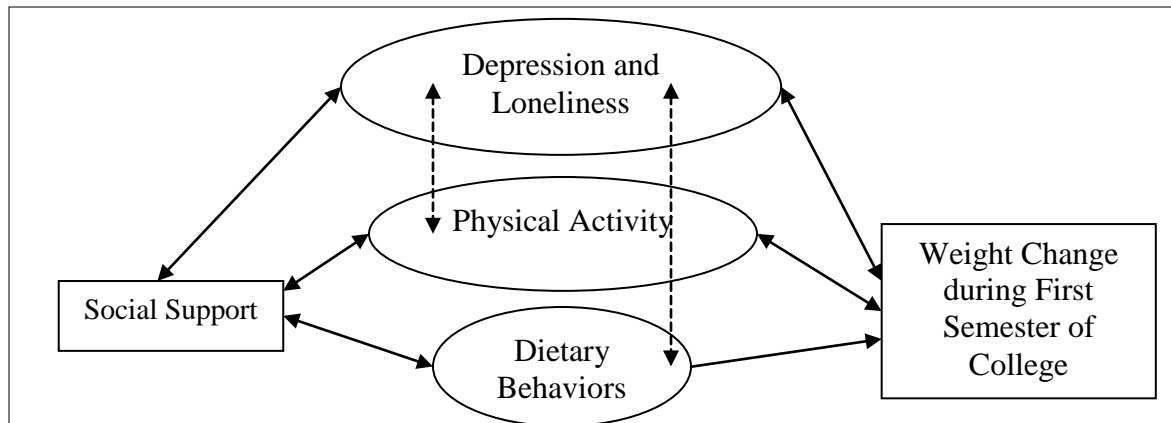 Depression and
Loneliness
Physical Activity
Social Support
Weight Change
during First
Semester of
College
Dietary
Behaviors